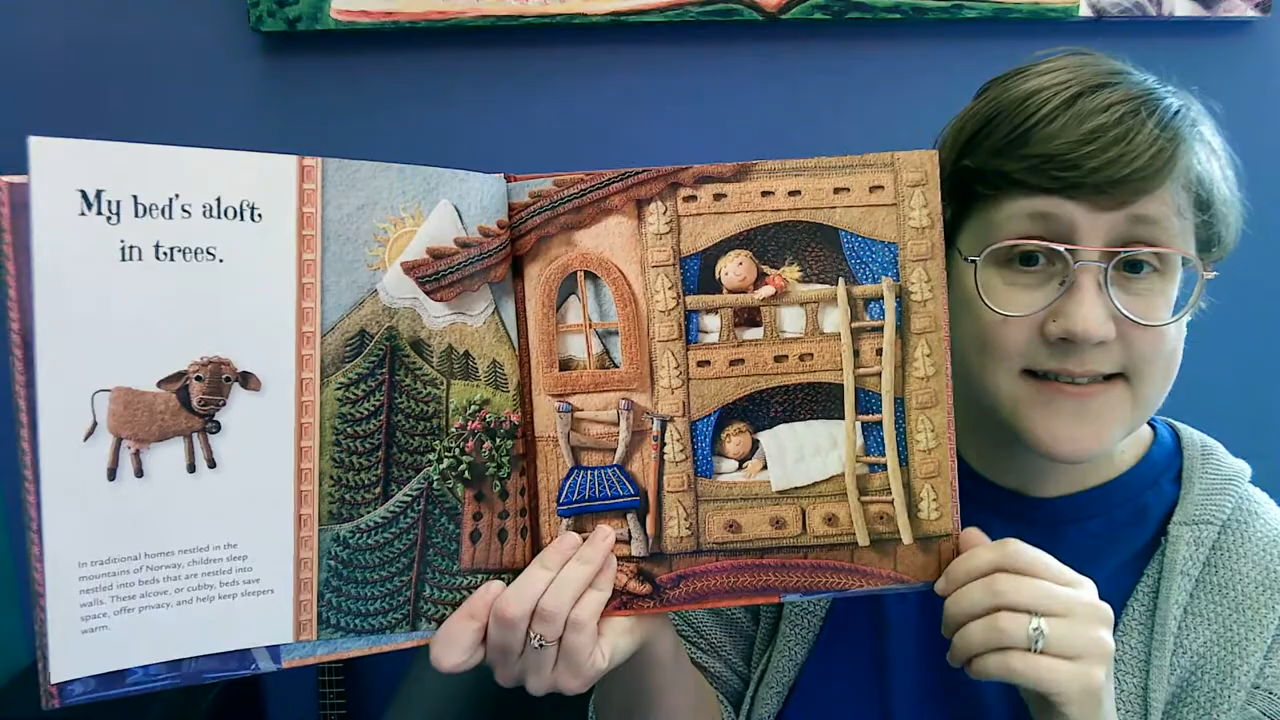 My bed's aloft
in trees.
In traditional homes nestled in the
mountains of Norway, children sleep
nestled into beds that are nestled into
walls. These alcove, or cubby, beds save
space, offer privacy, and help keep sleepers
warm.